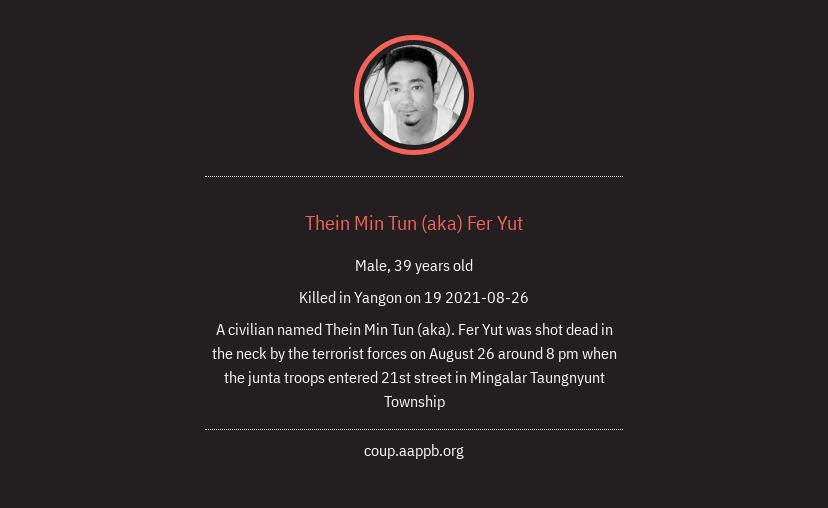 Thein Min Tun (aka) Fer Yut
Male, 39 years old
Killed in Yangon on 19 2021-08-26
A civilian named Thein Min Tun (aka). Fer Yut was shot dead in
the neck by the terrorist forces on August 26 around 8 pm when
the junta troops entered 21st street in Mingalar Taungnyunt
Township
coup.aappb.org